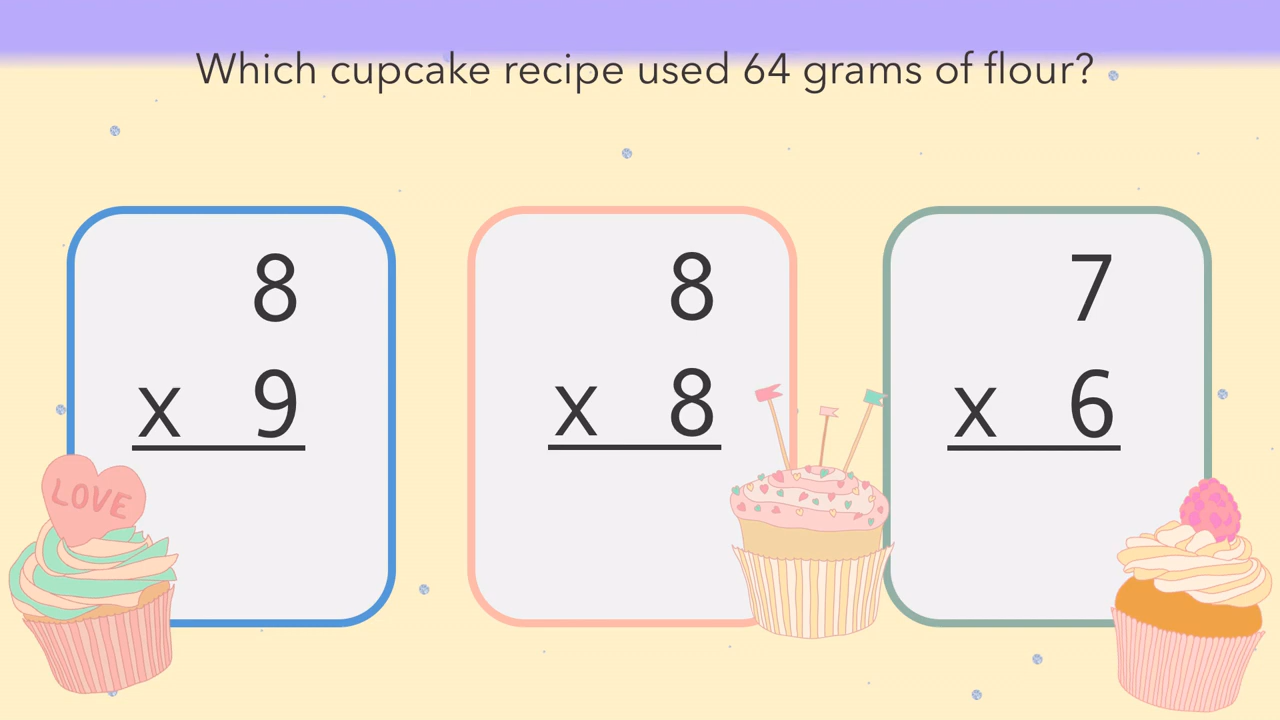 Which cupcake recipe used 64 grams of flour?
8
x 9
8
x 8
7
x 6
LOVE